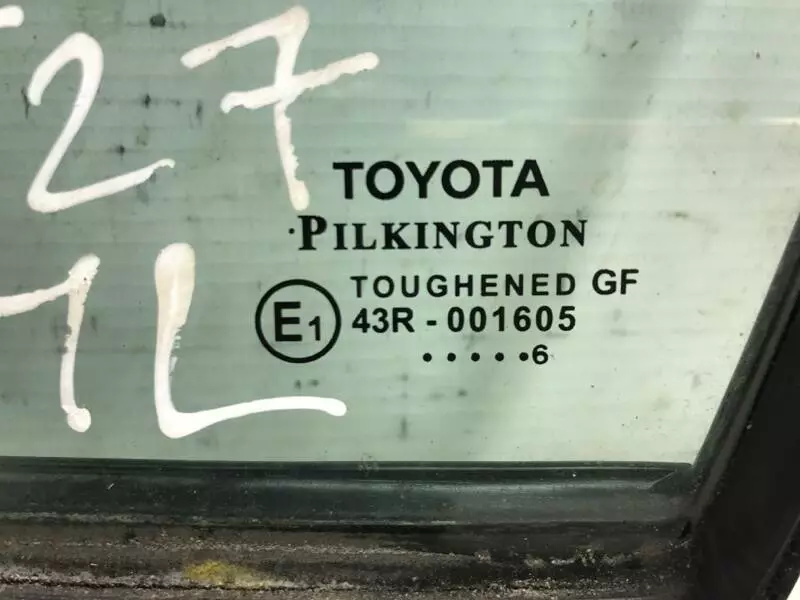 27
TOYOTA
·PILKINGTON
1L
TOUGHENED GF
E1 43R - 001605
•••••6